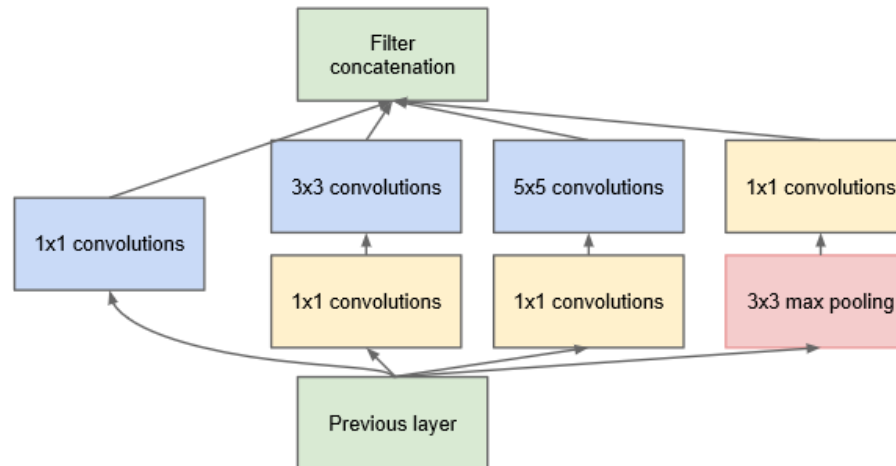 Filter
concatenation
3x3 convolutions
5x5 convolutions
1x1 convolutions
1x1 convolutions
1x1 convolutions
1x1 convolutions
3x3 max pooling
Previous layer